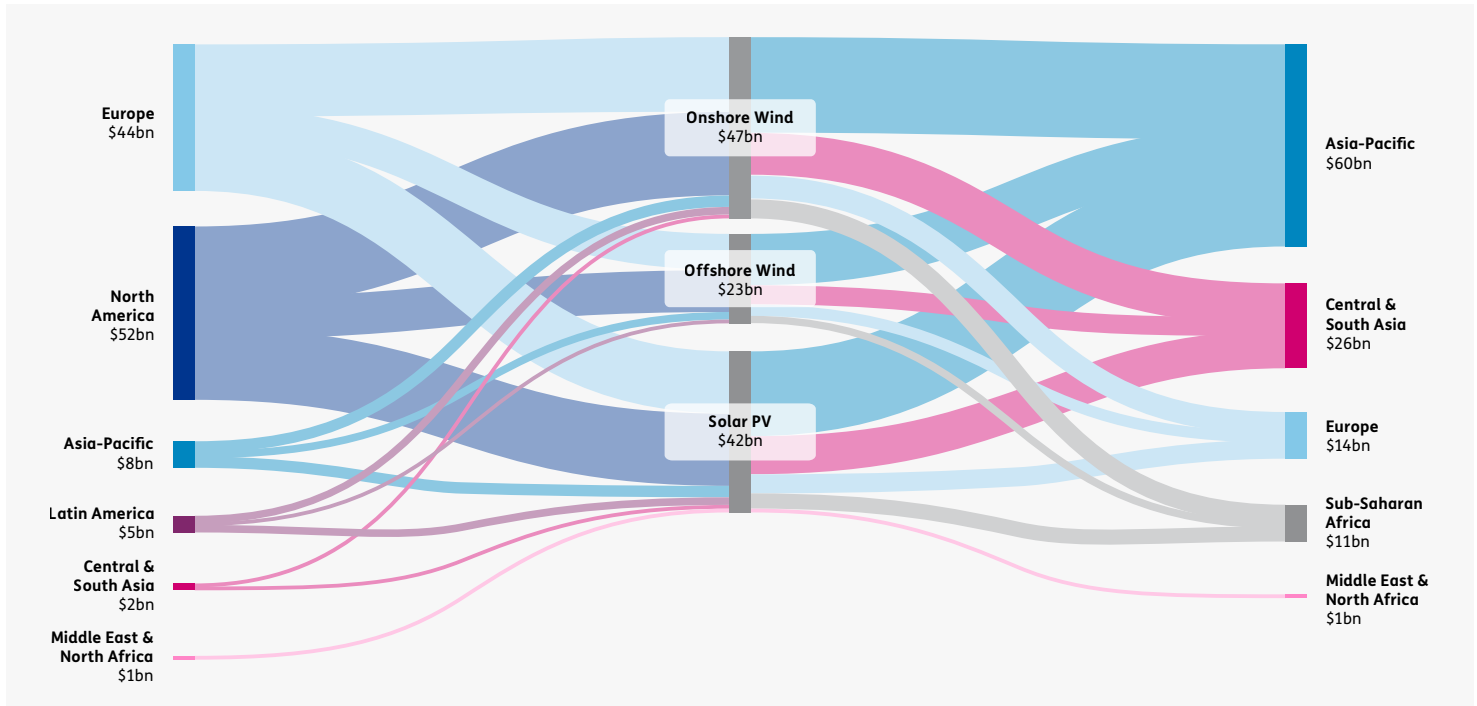 Europe
$44bn
North
America
$52bn
Asia-Pacific
$8bn
Latin America
$5bn
Central &
South Asia
$2bn
Middle East &
North Africa
$1bn
Onshore Wind
$47bn
Offshore Wind
$23bn
Solar PV
$42bn
Asia-Pacific
$60bn
Central &
South Asia
$26bn
Europe
$14bn
Sub-Saharan
Africa
$11bn
Middle East &
North Africa
$1bn